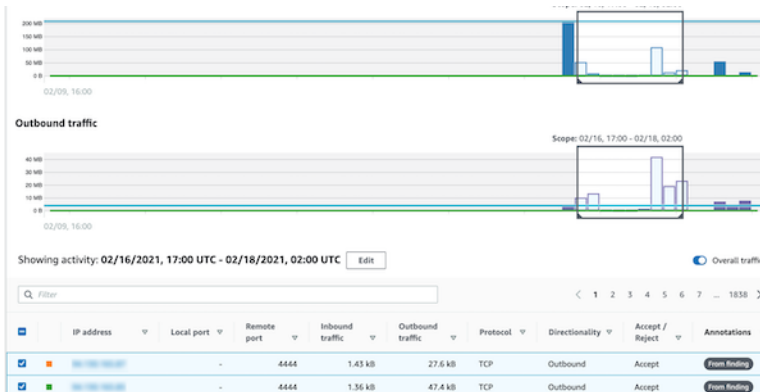 200 MB
150 MB
100 MB
50 MB
0 B
02/09, 16:00
Outbound traffic
Scope: 02/16, 17:00 - 02/18, 02:00
40 MB
30 MB
20 MB
10 MB
0 B
02/09, 16:00
Showing activity: 02/16/2021, 17:00 UTC - 02/18/2021, 02:00 UTC Edit Overall traffi
Filter 1 2 3 4 5 6 7 ... 1838
IP address Local port Remote port Inbound traffic Outbound traffic Protocol Directionality Accept / Reject Annotations
- 4444 1.43 kB 27.6 kB TCP Outbound Accept From finding
- 4444 1.36 kB 47.4 kB TCP Outbound Accept From finding